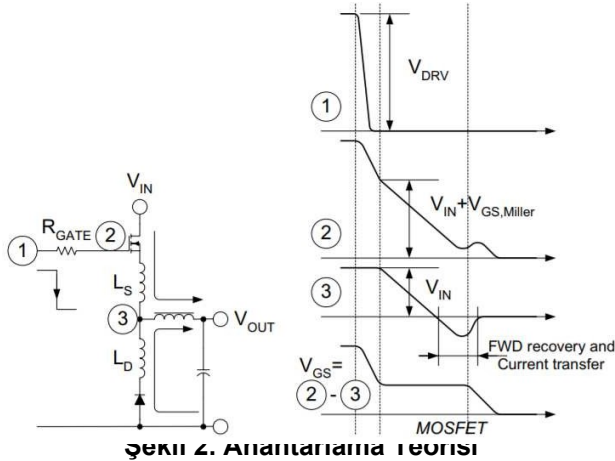 V_DRV
1
V_IN
R_GATE
2
1
V_IN+V_GS,Miller
2
L_S
3
V_IN
3
V_OUT
L_D
FWD recovery and
Current transfer
V_GS=
2 - 3
MOSFET
Şekil 2. Anahtarlama Teorisi